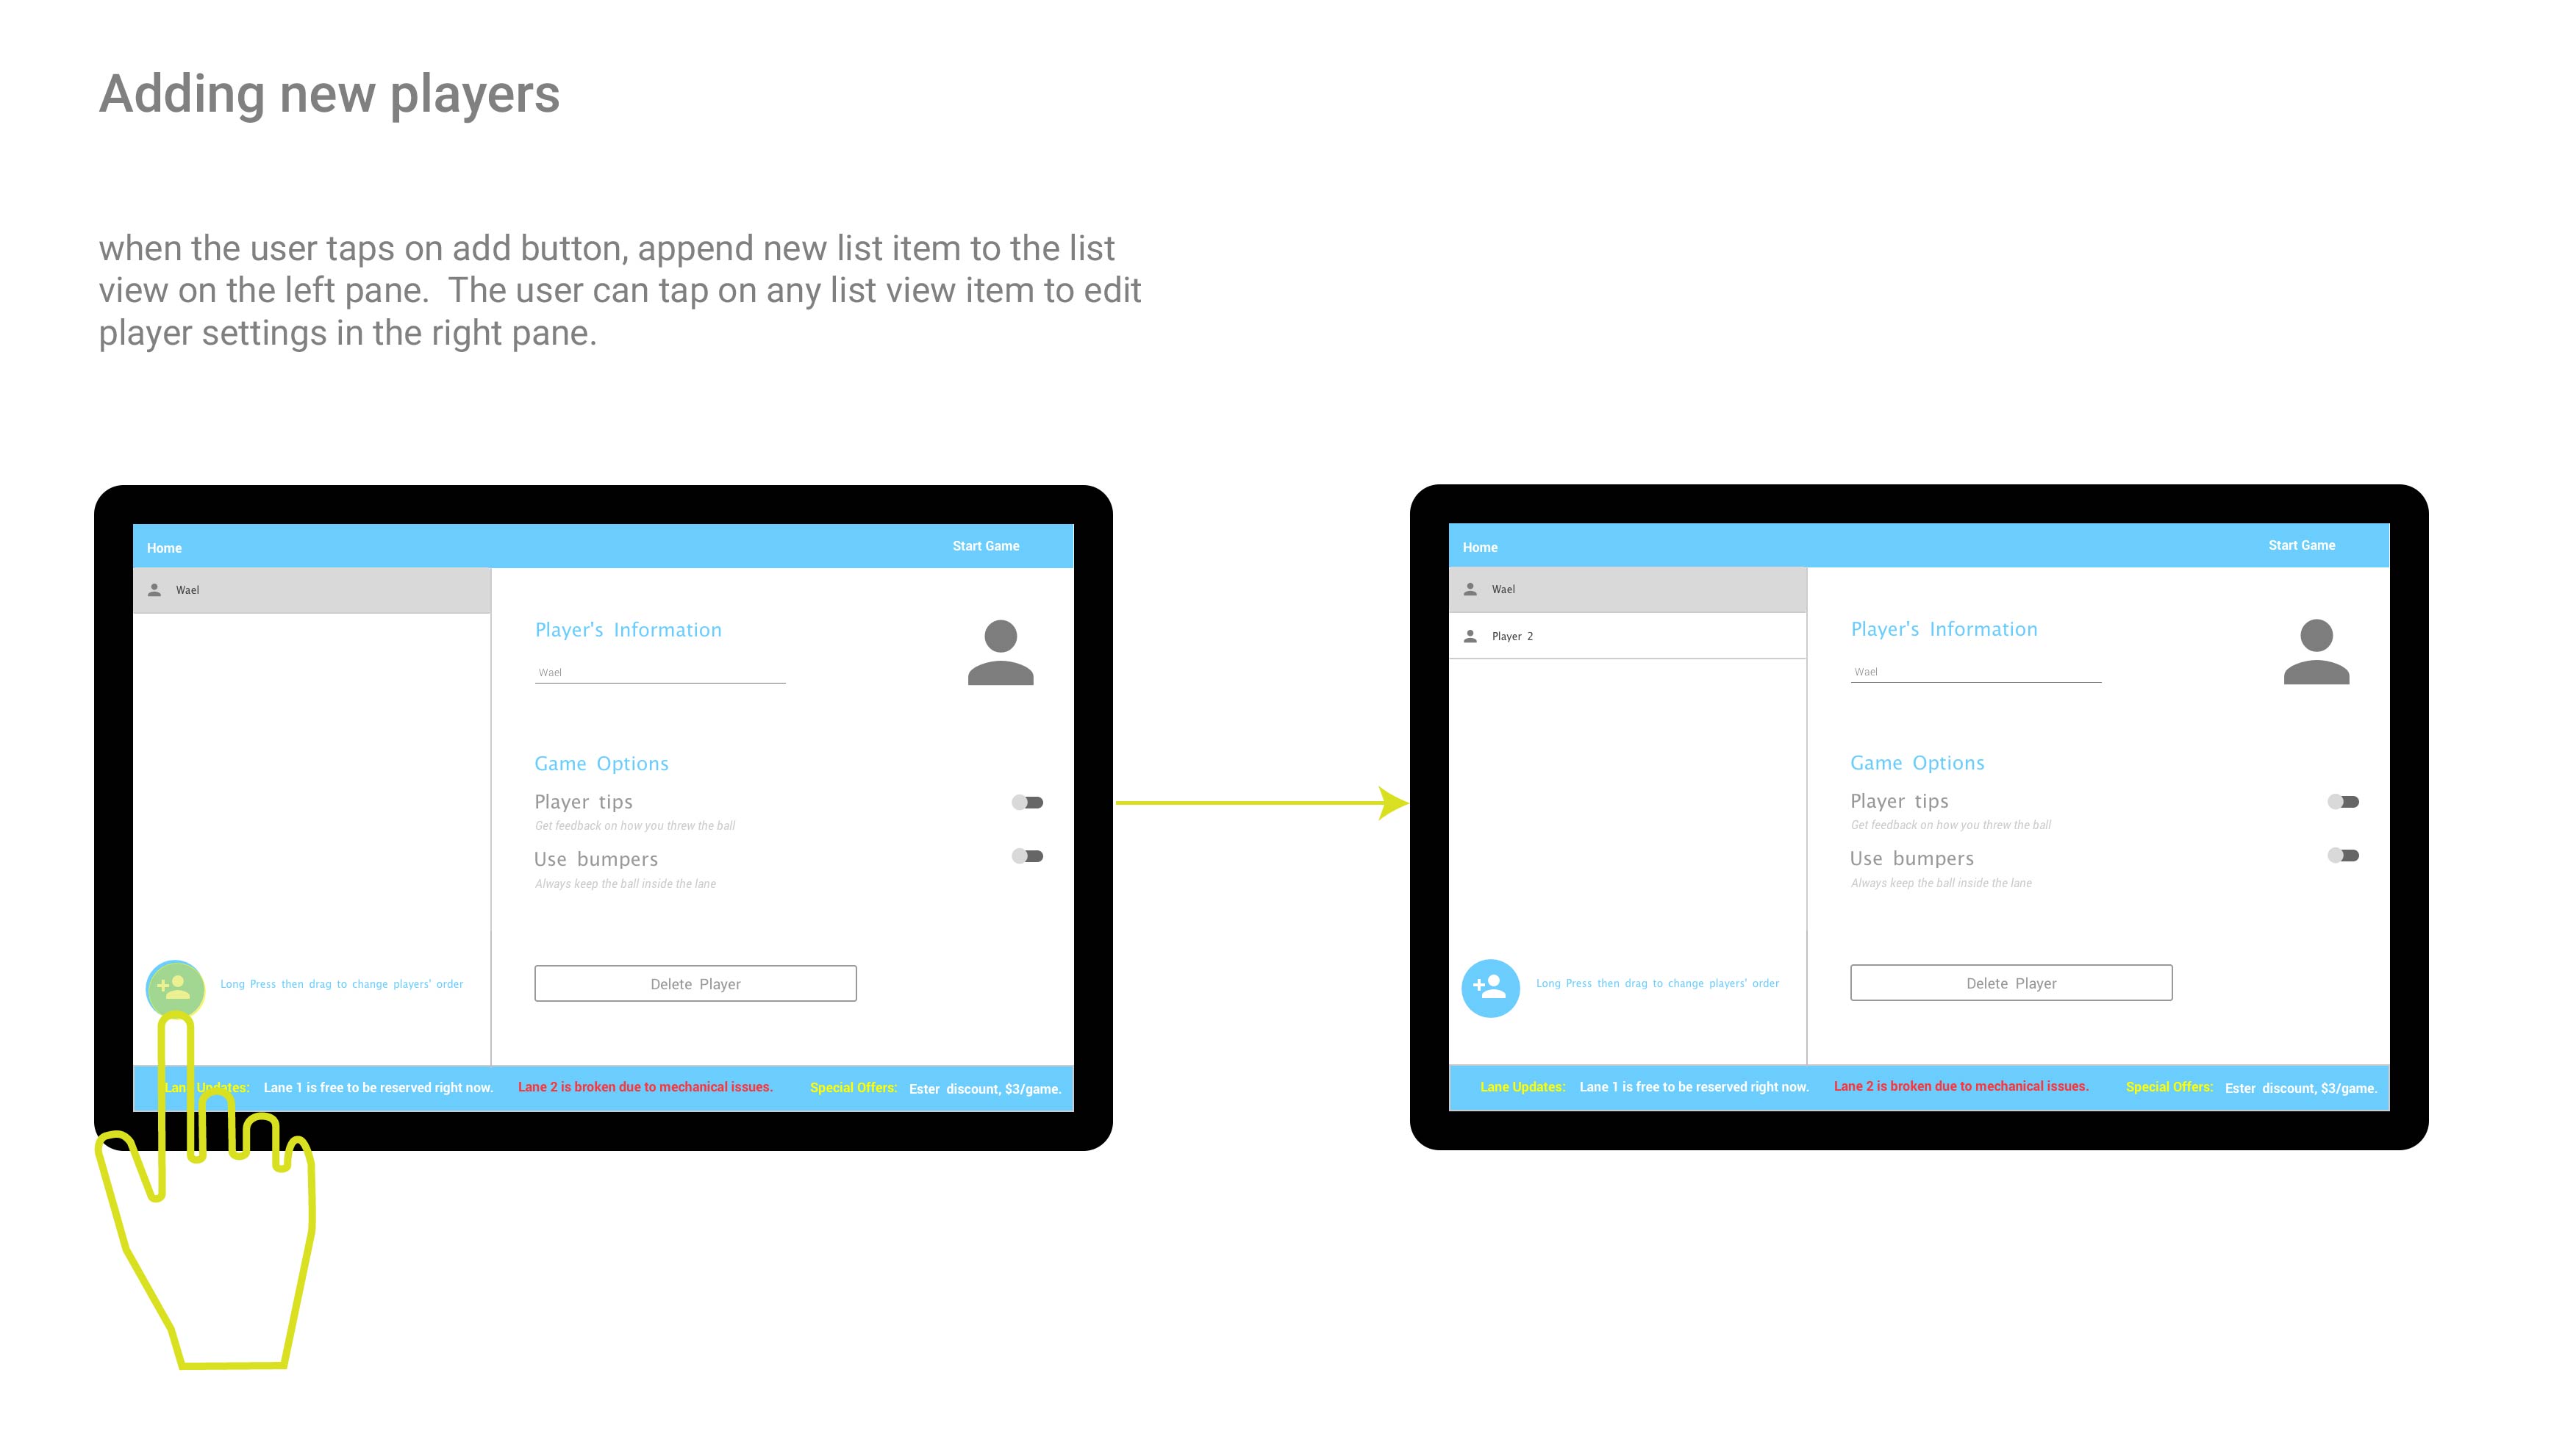 Adding new players
when the user taps on add button, append new list item to the list
view on the left pane.  The user can tap on any list view item to edit
player settings in the right pane.
Home
Start Game
Wael
Player's Information
Wael
Game Options
Player tips
Get feedback on how you threw the ball
Use bumpers
Always keep the ball inside the lane
Long Press then drag to change players' order
Delete Player
Lane Updates: Lane 1 is free to be reserved right now. Lane 2 is broken due to mechanical issues. Special Offers: Ester discount, $3/game.
Home
Start Game
Wael
Player 2
Player's Information
Wael
Game Options
Player tips
Get feedback on how you threw the ball
Use bumpers
Always keep the ball inside the lane
Long Press then drag to change players' order
Delete Player
Lane Updates: Lane 1 is free to be reserved right now. Lane 2 is broken due to mechanical issues. Special Offers: Ester discount, $3/game.